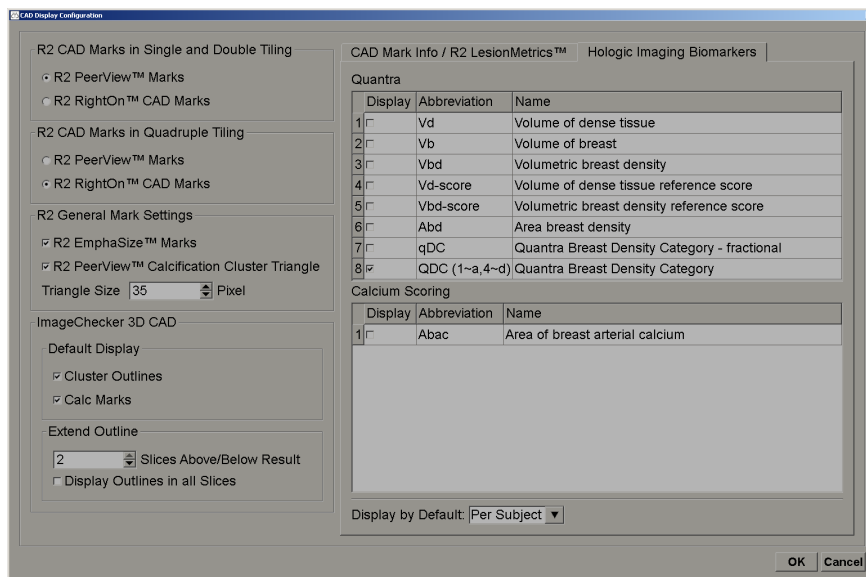 CAD Display Configuration
R2 CAD Marks in Single and Double Tiling
R2 PeerView™ Marks
R2 RightOn™ CAD Marks
R2 CAD Marks in Quadruple Tiling
R2 PeerView™ Marks
R2 RightOn™ CAD Marks
R2 General Mark Settings
R2 EmphaSize™ Marks
R2 PeerView™ Calcification Cluster Triangle
Triangle Size 35 Pixel
ImageChecker 3D CAD
Default Display
Cluster Outlines
Calc Marks
Extend Outline
2 Slices Above/Below Result
Display Outlines in all Slices
CAD Mark Info / R2 LesionMetrics™ Hologic Imaging Biomarkers
Quantra
Display Abbreviation Name
1 Vd Volume of dense tissue
2 Vb Volume of breast
3 Vbd Volumetric breast density
4 Vd-score Volume of dense tissue reference score
5 Vbd-score Volumetric breast density reference score
6 Abd Area breast density
7 qDC Quantra Breast Density Category - fractional
8 QDC (1~a,4~d) Quantra Breast Density Category
Calcium Scoring
Display Abbreviation Name
1 Abac Area of breast arterial calcium
Display by Default: Per Subject
OK Cancel